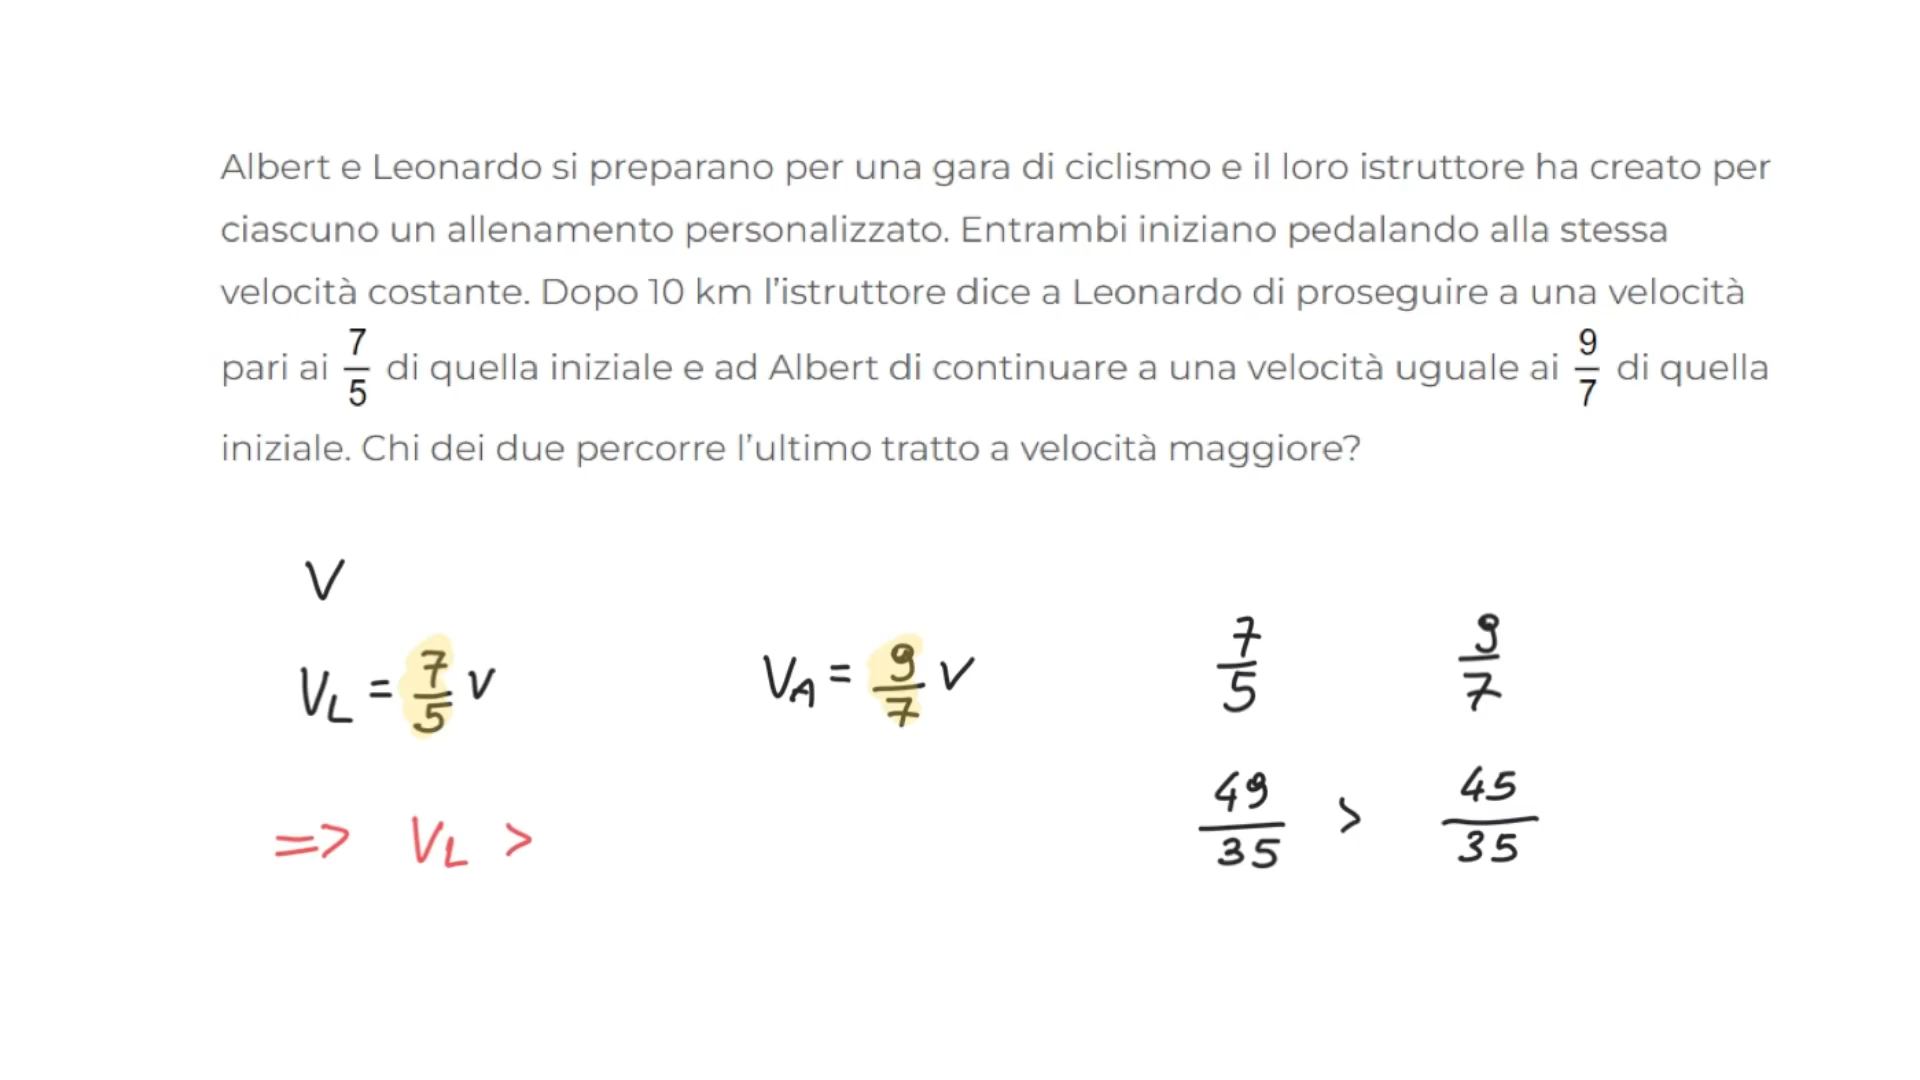 Albert e Leonardo si preparano per una gara di ciclismo e il loro istruttore ha creato per
ciascuno un allenamento personalizzato. Entrambi iniziano pedalando alla stessa
velocità costante. Dopo 10 km l'istruttore dice a Leonardo di proseguire a una velocità
pari ai 7/5 di quella iniziale e ad Albert di continuare a una velocità uguale ai 9/7 di quella
iniziale. Chi dei due percorre l'ultimo tratto a velocità maggiore?
V
V_L = 7/5 V
V_A = 9/7 V
7/5 9/7
49/35 > 45/35
=> V_L >